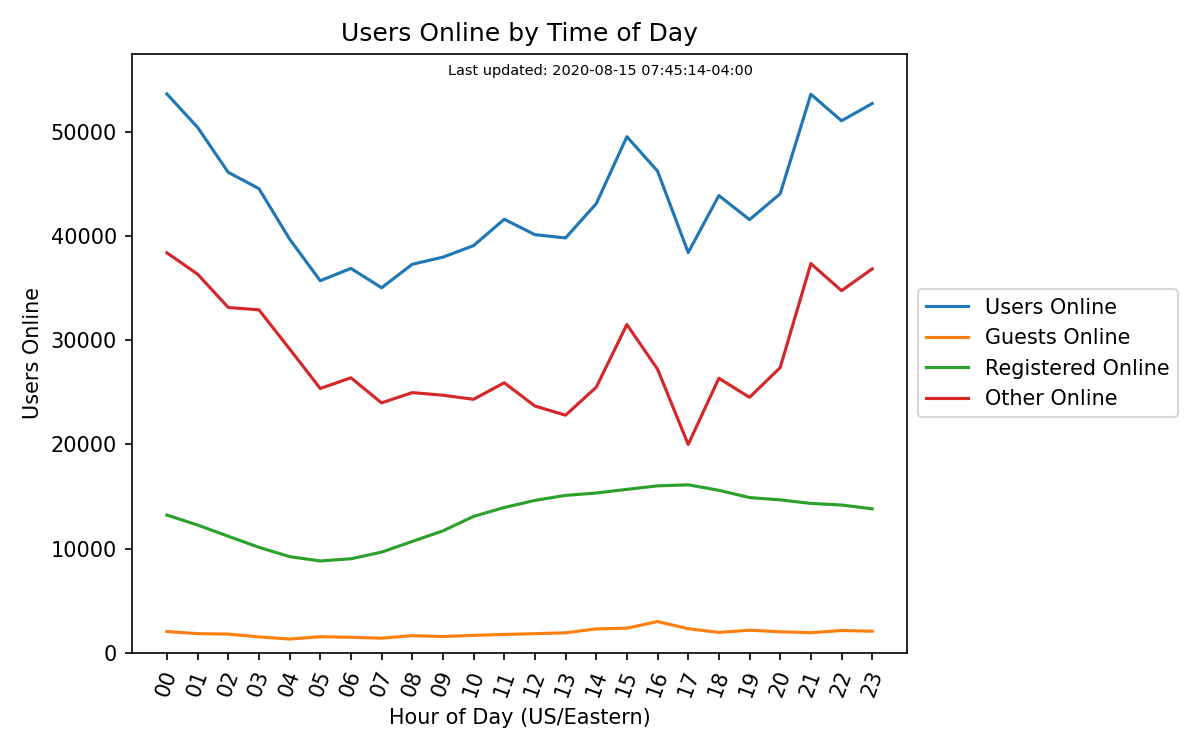 Users Online by Time of Day
Last updated: 2020-08-15 07:45:14-04:00
Users Online
50000
40000
30000
20000
10000
0
00 01 02 03 04 05 06 07 08 09 10 11 12 13 14 15 16 17 18 19 20 21 22 23
Hour of Day (US/Eastern)
Users Online
Guests Online
Registered Online
Other Online